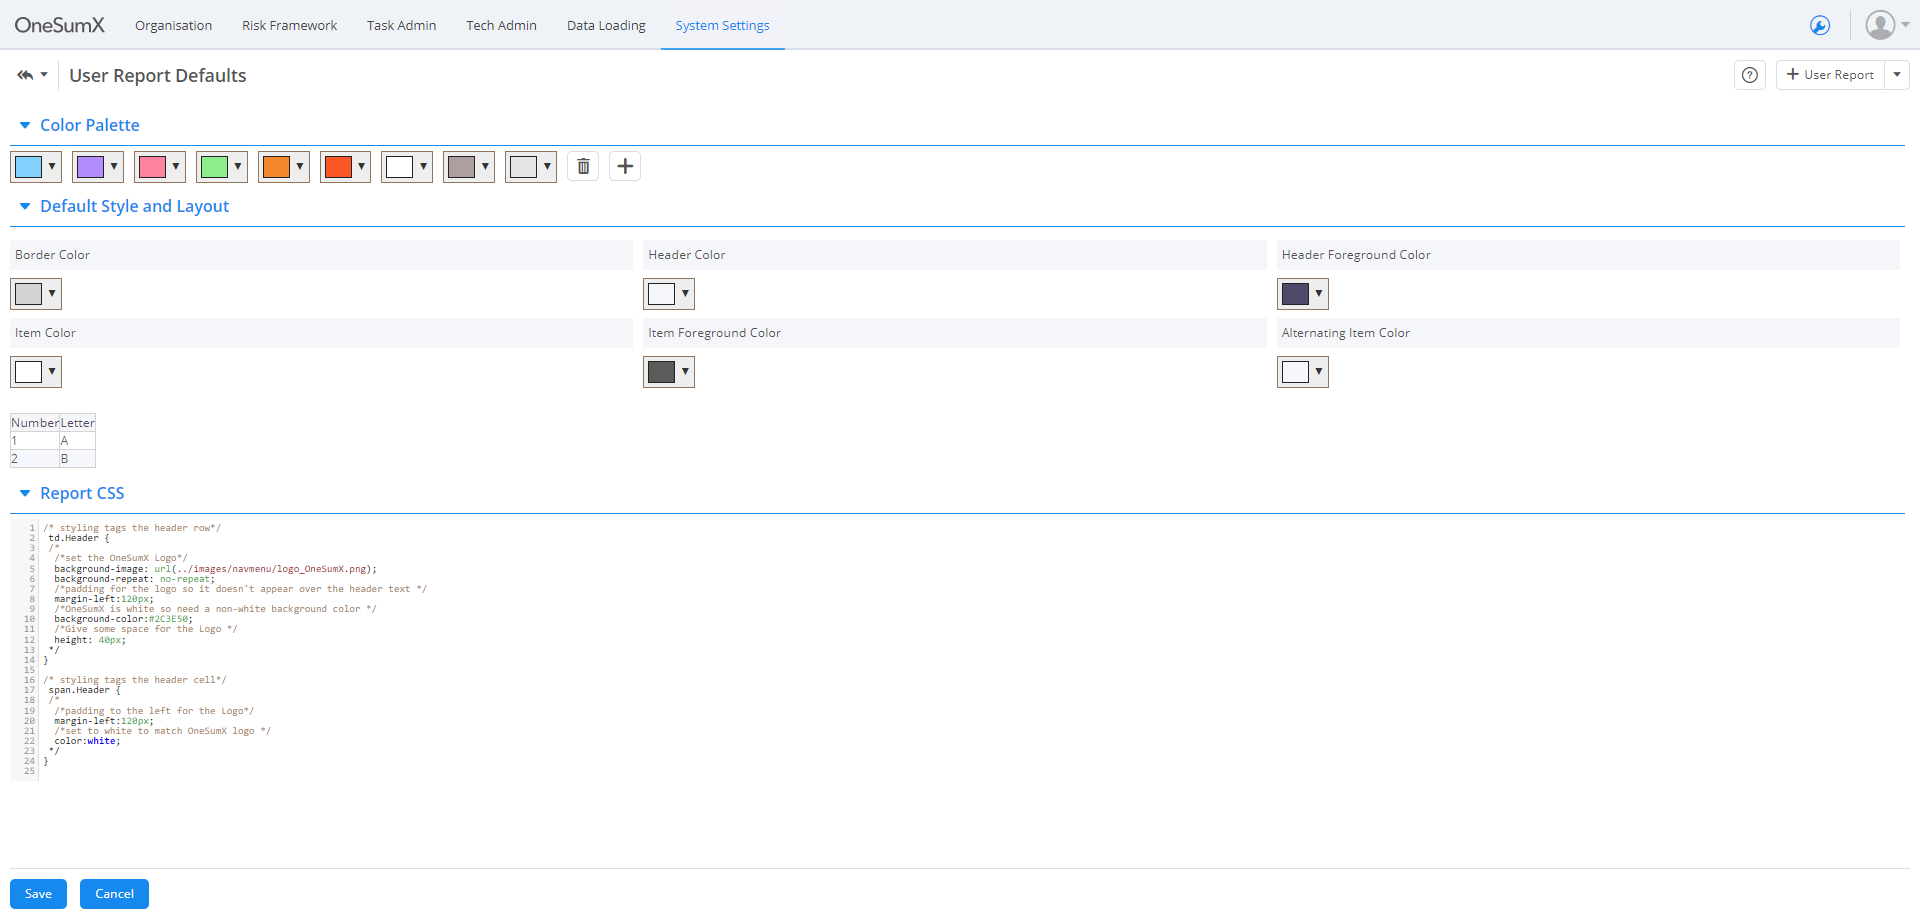 OneSumX Organisation Risk Framework Task Admin Tech Admin Data Loading System Settings
User Report Defaults
? + User Report
Color Palette
Default Style and Layout
Border Color Header Color Header Foreground Color
Item Color Item Foreground Color Alternating Item Color
Number Letter
1 A
2 B
Report CSS
1 /* styling tags the header row*/
2 td.Header {
3 /*
4 /*set the OneSumX Logo*/
5 background-image: url(../images/navmenu/logo_OneSumX.png);
6 background-repeat: no-repeat;
7 /*padding for the logo so it doesn't appear over the header text */
8 margin-left:120px;
9 /*OneSumX is white so need a non-white background color */
10 background-color:#2C3E50;
11 /*Give some space for the Logo */
12 height: 40px;
13 */
14 }
15
16 /* styling tags the header cell*/
17 span.Header {
18 /*
19 /*padding to the left for the Logo*/
20 margin-left:120px;
21 /*set to white to match OneSumX logo */
22 color:white;
23 */
24 }
25
Save Cancel